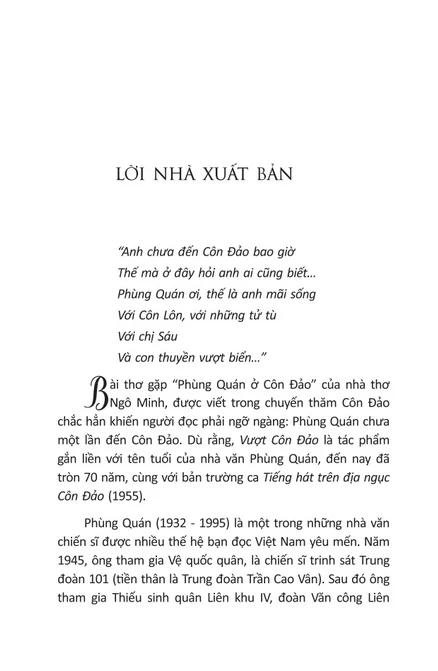 LỜI NHÀ XUẤT BẢN
“Anh chưa đến Côn Đảo bao giờ
Thế mà ở đây hỏi anh ai cũng biết...
Phùng Quán ơi, thế là anh mãi sống
Với Côn Lôn, với những tử tù
Với chị Sáu
Và con thuyền vượt biển...”
Bài thơ gặp “Phùng Quán ở Côn Đảo” của nhà thơ
Ngô Minh, được viết trong chuyến thăm Côn Đảo
chắc hẳn khiến người đọc phải ngỡ ngàng: Phùng Quán chưa
một lần đến Côn Đảo. Dù rằng, Vượt Côn Đảo là tác phẩm
gắn liền với tên tuổi của nhà văn Phùng Quán, đến nay đã
tròn 70 năm, cùng với bản trường ca Tiếng hát trên địa ngục
Côn Đảo (1955).
Phùng Quán (1932 - 1995) là một trong những nhà văn
chiến sĩ được nhiều thế hệ bạn đọc Việt Nam yêu mến. Năm
1945, ông tham gia Vệ quốc quân, là chiến sĩ trinh sát Trung
đoàn 101 (tiền thân là Trung đoàn Trần Cao Vân). Sau đó ông
tham gia Thiếu sinh quân Liên khu IV, đoàn Văn công Liên